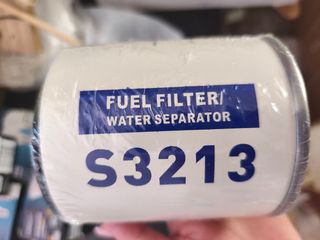 FUEL FILTER/
WATER SEPARATOR
S3213